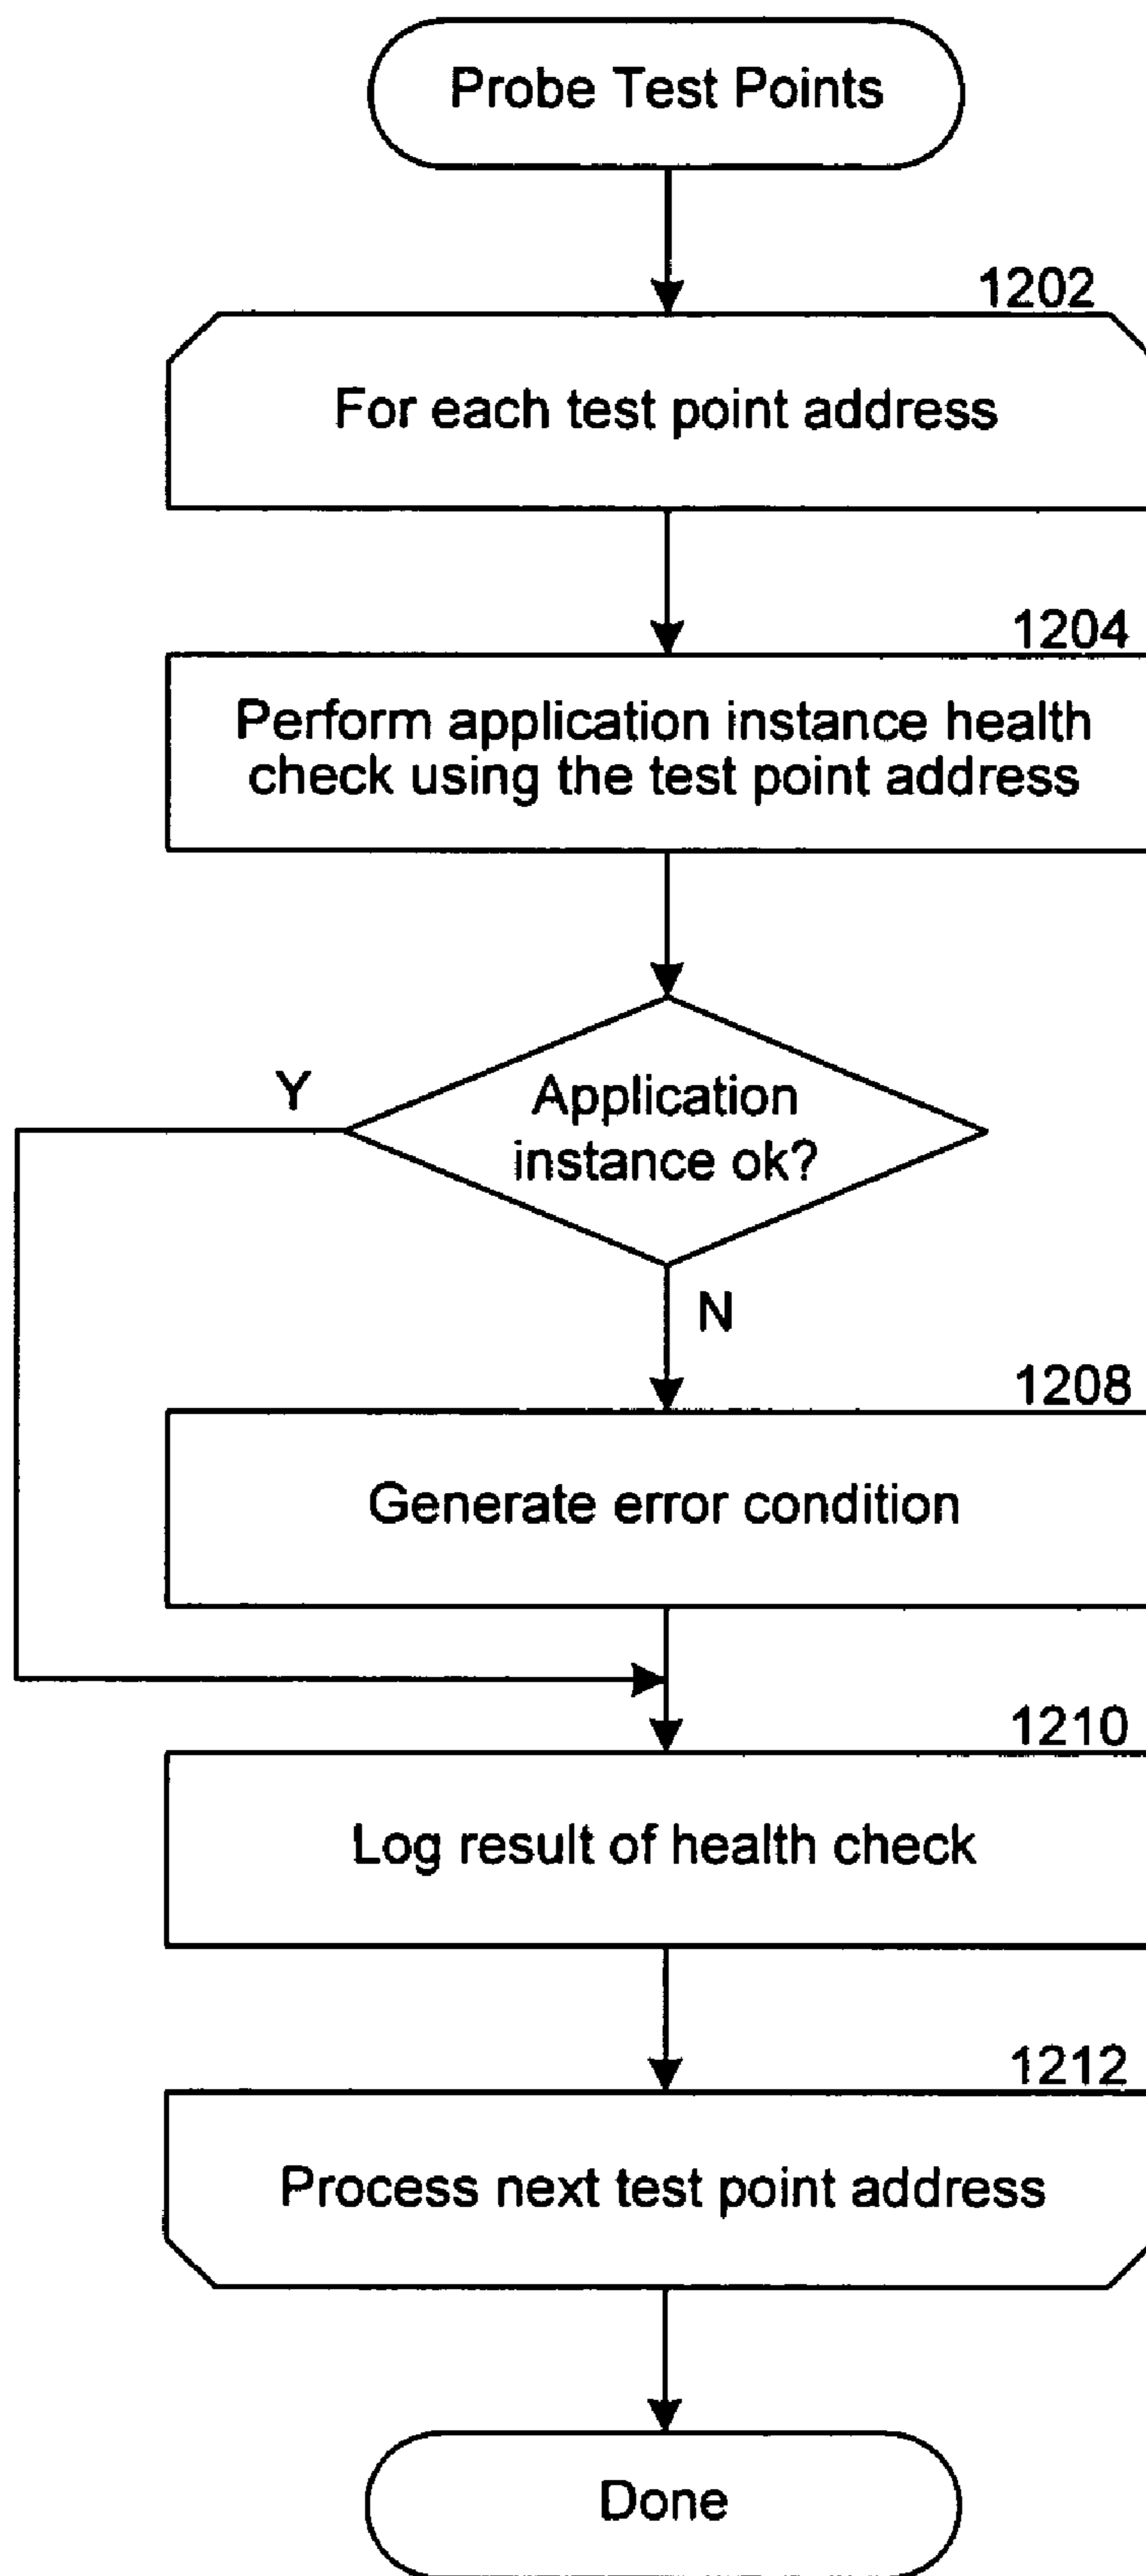 Probe Test Points
1202
For each test point address
1204
Perform application instance health
check using the test point address
Application
instance ok?
Y
N
1208
Generate error condition
1210
Log result of health check
1212
Process next test point address
Done